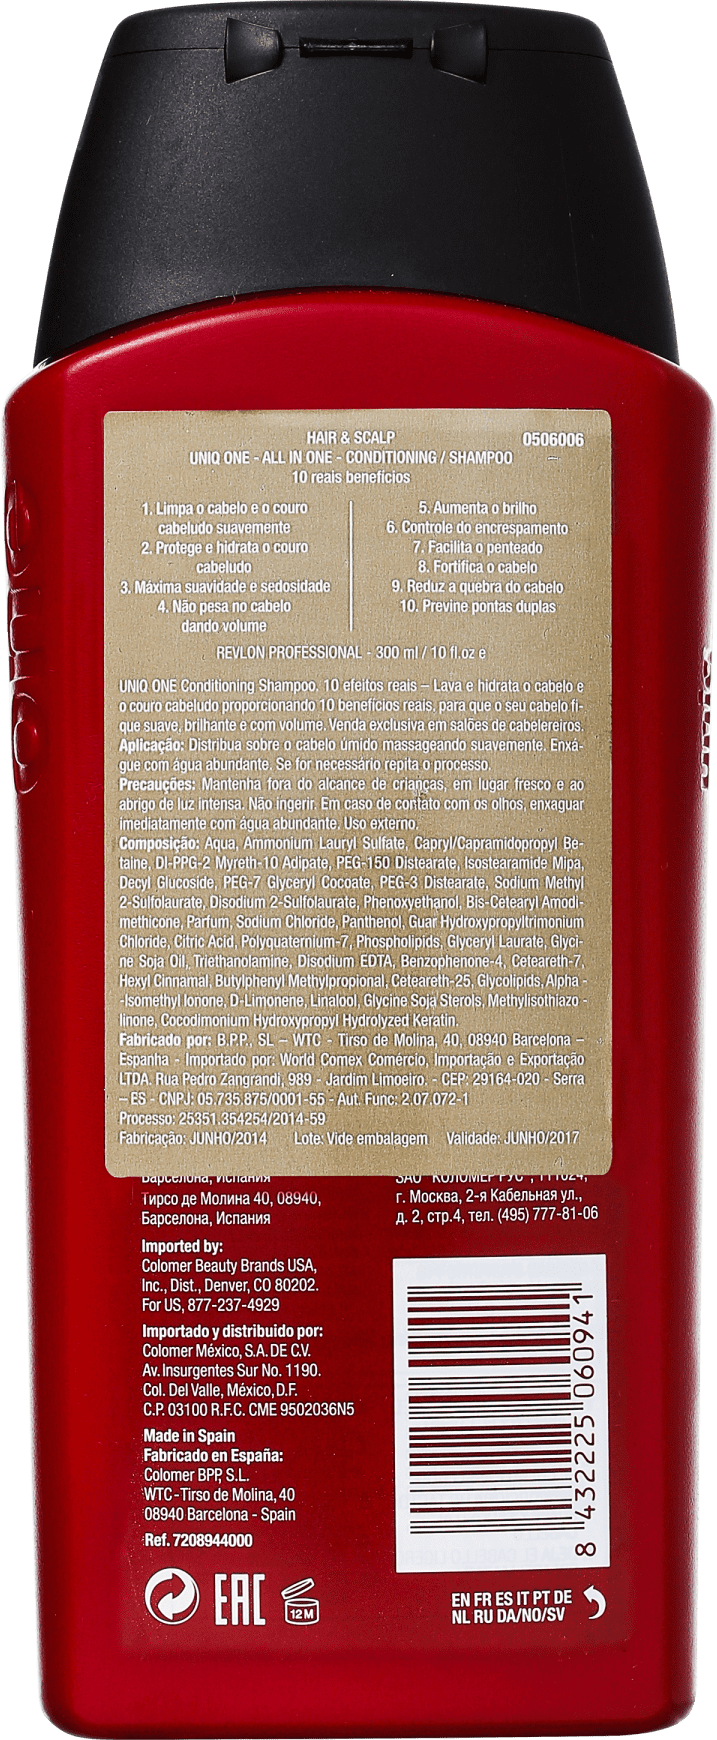 HAIR & SCALP 0506006
UNIQ ONE - ALL IN ONE - CONDITIONING / SHAMPOO
10 reais benefícios
1. Limpa o cabelo e o couro
cabeludo suavemente
2. Protege e hidrata o couro
cabeludo
3. Máxima suavidade e sedosidade
4. Não pesa no cabelo
dando volume
5. Aumenta o brilho
6. Controle do encrespamento
7. Facilita o penteado
8. Fortifica o cabelo
9. Reduz a quebra do cabelo
10. Previne pontas duplas
REVLON PROFESSIONAL - 300 ml / 10 fl.oz e
UNIQ ONE Conditioning Shampoo. 10 efeitos reais – Lava e hidrata o cabelo e
o couro cabeludo proporcionando 10 benefícios reais, para que o seu cabelo fi-
que suave, brilhante e com volume. Venda exclusiva em salões de cabelereiros.
Aplicação: Distribua sobre o cabelo úmido massageando suavemente. Enxá-
gue com água abundante. Se for necessário repita o processo.
Precauções: Mantenha fora do alcance de crianças, em lugar fresco e ao
abrigo de luz intensa. Não ingerir. Em caso de contato com os olhos, enxaguar
imediatamente com água abundante. Uso externo.
Composição: Aqua, Ammonium Lauryl Sulfate, Capryl/Capramidopropyl Be-
taine, DI-PPG-2 Myreth-10 Adipate, PEG-150 Distearate, Isostearamide Mipa,
Decyl Glucoside, PEG-7 Glyceryl Cocoate, PEG-3 Distearate, Sodium Methyl
2-Sulfolaurate, Disodium 2-Sulfolaurate, Phenoxyethanol, Bis-Cetearyl Amodi-
methicone, Parfum, Sodium Chloride, Panthenol, Guar Hydroxypropyltrimonium
Chloride, Citric Acid, Polyquaternium-7, Phospholipids, Glyceryl Laurate, Glyci-
ne Soja Oil, Triethanolamine, Disodium EDTA, Benzophenone-4, Ceteareth-7,
Hexyl Cinnamal, Butylphenyl Methylpropional, Ceteareth-25, Glycolipids, Alpha -
-Isomethyl Ionone, D-Limonene, Linalool, Glycine Soja Sterols, Methylisothiazo -
linone, Cocodimonium Hydroxypropyl Hydrolyzed Keratin.
Fabricado por: B.P.P., SL – WTC - Tirso de Molina, 40, 08940 Barcelona –
Espanha - Importado por: World Comex Comércio, Importação e Exportação
LTDA. Rua Pedro Zangrandi, 989 - Jardim Limoeiro. - CEP: 29164-020 - Serra
– ES - CNPJ: 05.735.875/0001-55 - Aut. Func: 2.07.072-1
Processo: 25351.354254/2014-59
Fabricação: JUNHO/2014 Lote: Vide embalagem Validade: JUNHO/2017
Барселона, Испания
Тирсо де Молина 40, 08940,
Барселона, Испания
ЗАО "КОЛОМЕР РУС", 111024,
г. Москва, 2-я Кабельная ул.,
д. 2, стр.4, тел. (495) 777-81-06
Imported by:
Colomer Beauty Brands USA,
Inc., Dist., Denver, CO 80202.
For US, 877-237-4929
Importado y distribuido por:
Colomer México, S.A. DE C.V.
Av. Insurgentes Sur No. 1190.
Col. Del Valle, México, D.F.
C.P. 03100 R.F.C. CME 9502036N5
Made in Spain
Fabricado en España:
Colomer BPP, S.L.
WTC-Tirso de Molina, 40
08940 Barcelona - Spain
Ref. 7208944000
8 432225 060941
EAC
12 M
EN FR ES IT PT DE
NL RU DA/NO/SV